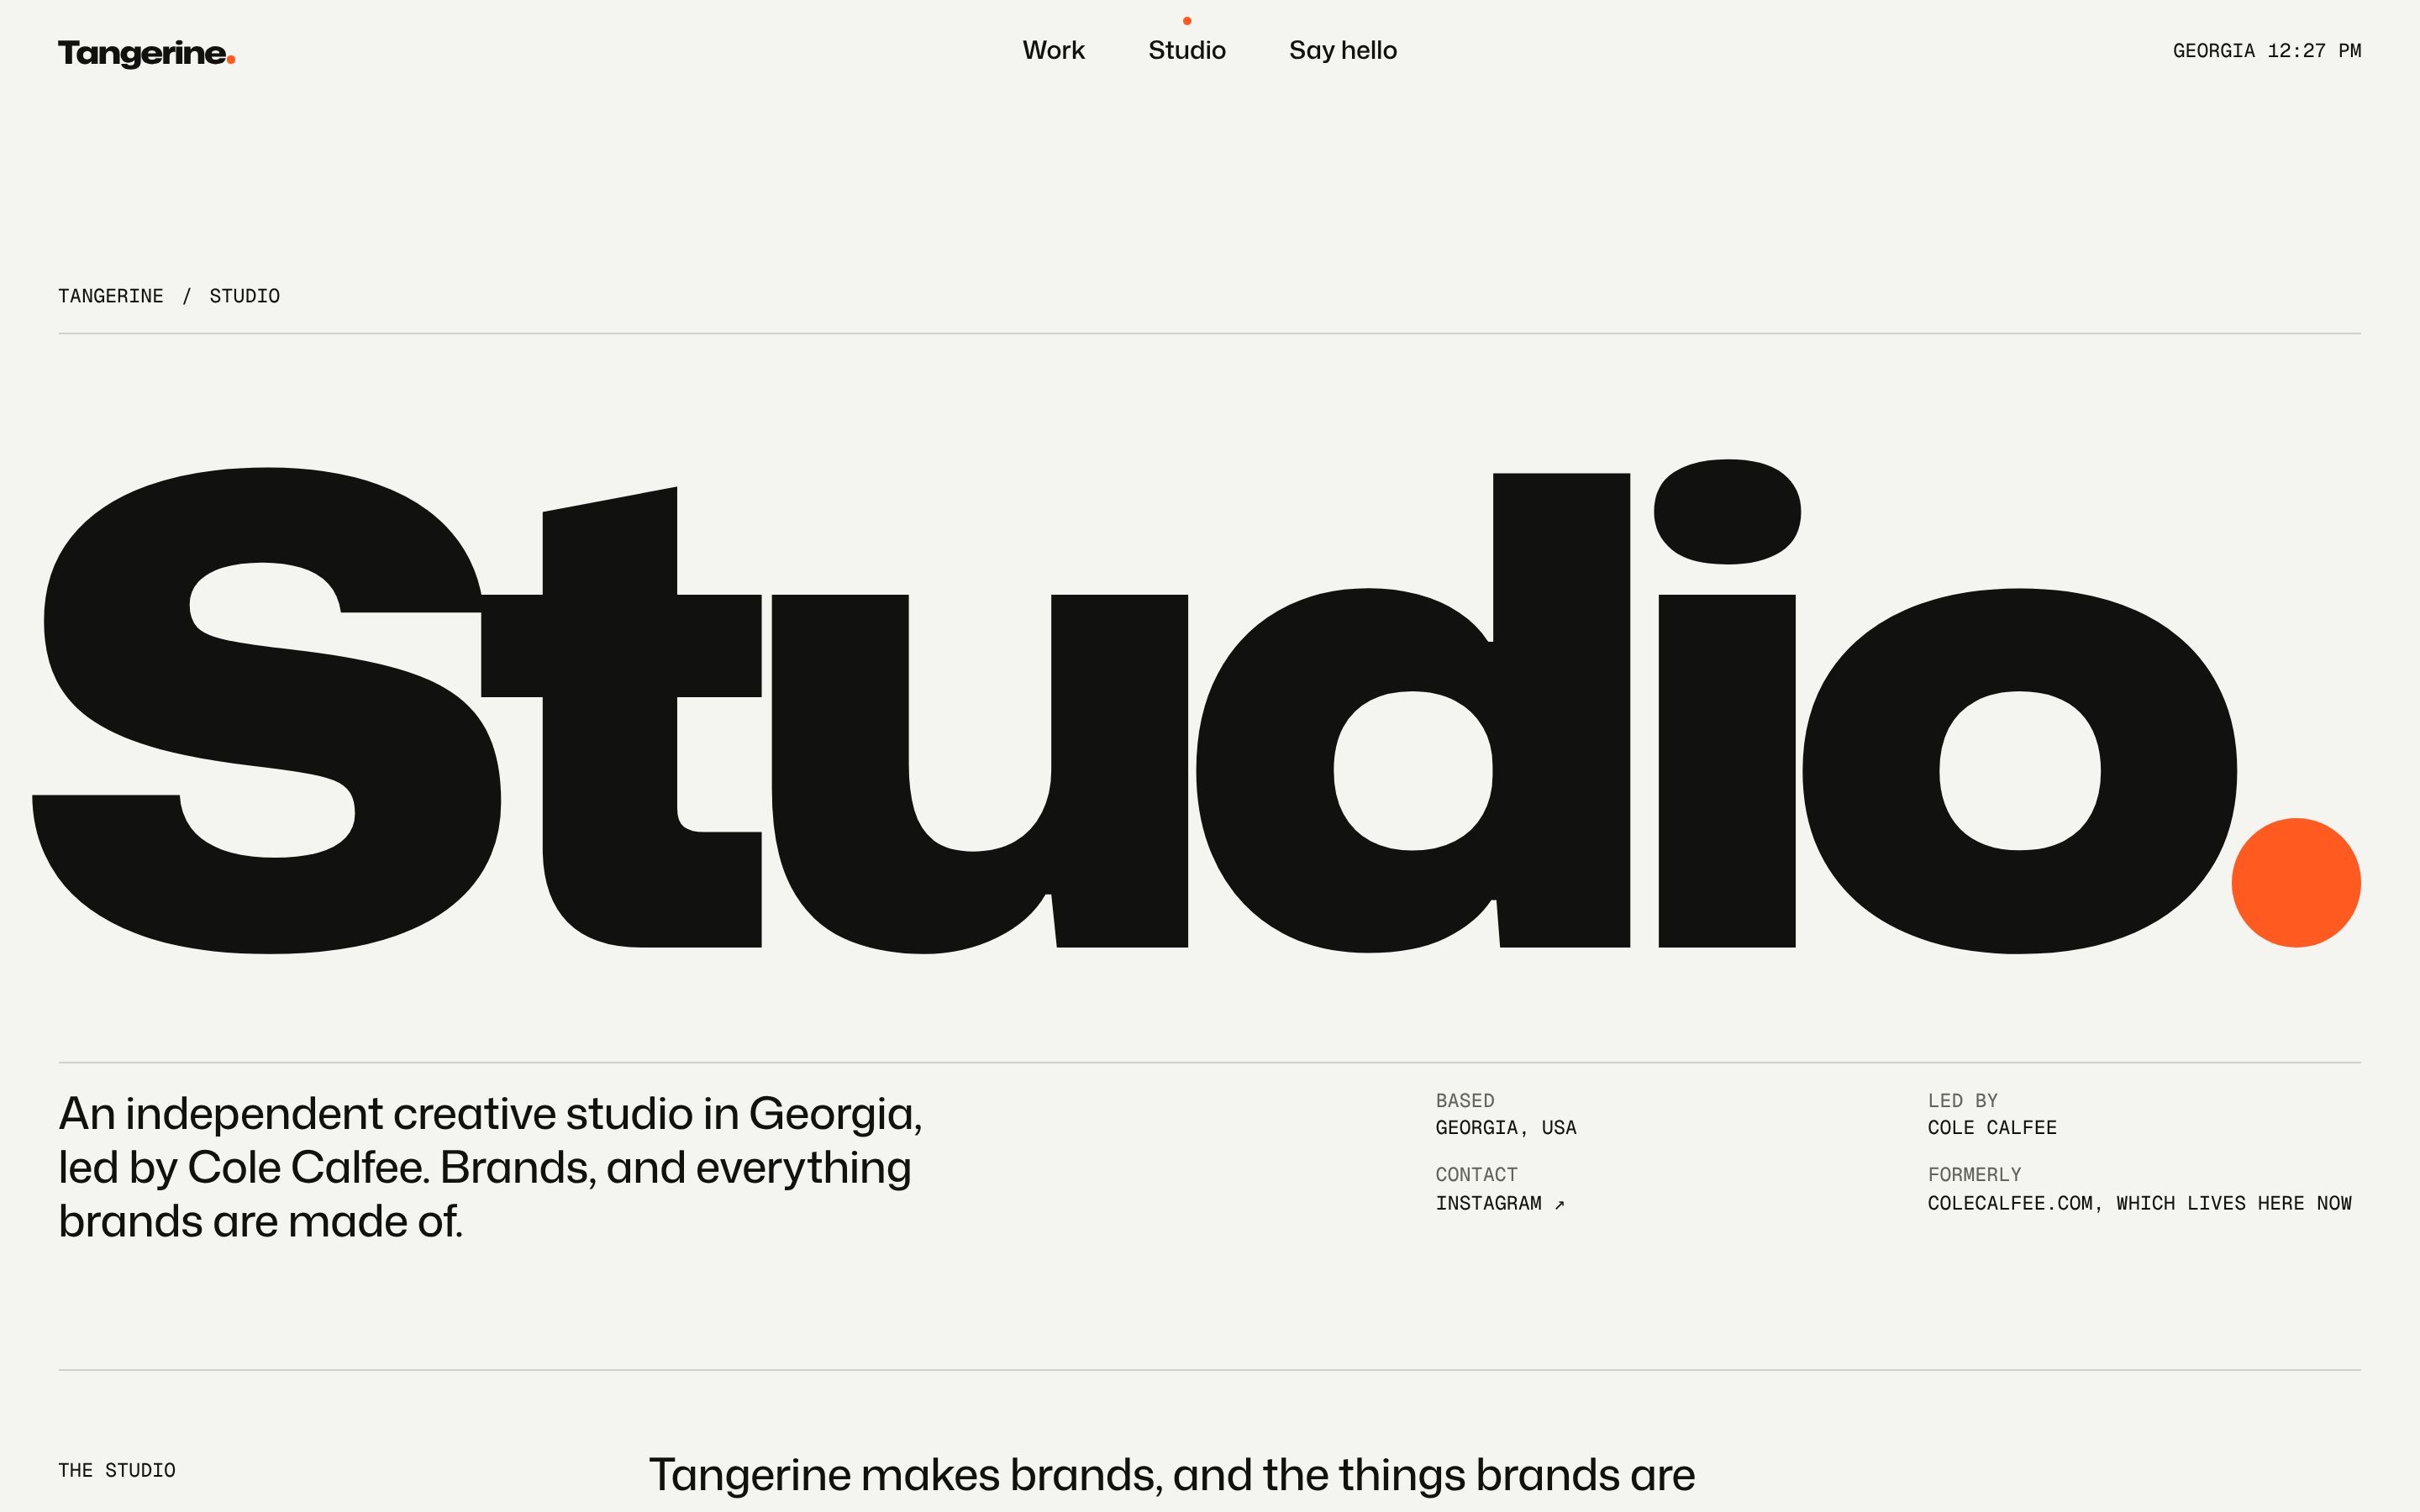 Tangerine.
Work
Studio
Say hello
GEORGIA 12:27 PM
TANGERINE / STUDIO
Studio.
An independent creative studio in Georgia,
led by Cole Calfee. Brands, and everything
brands are made of.
BASED
GEORGIA, USA
CONTACT
INSTAGRAM ↗
LED BY
COLE CALFEE
FORMERLY
COLECALFEE.COM, WHICH LIVES HERE NOW
THE STUDIO
Tangerine makes brands, and the things brands are